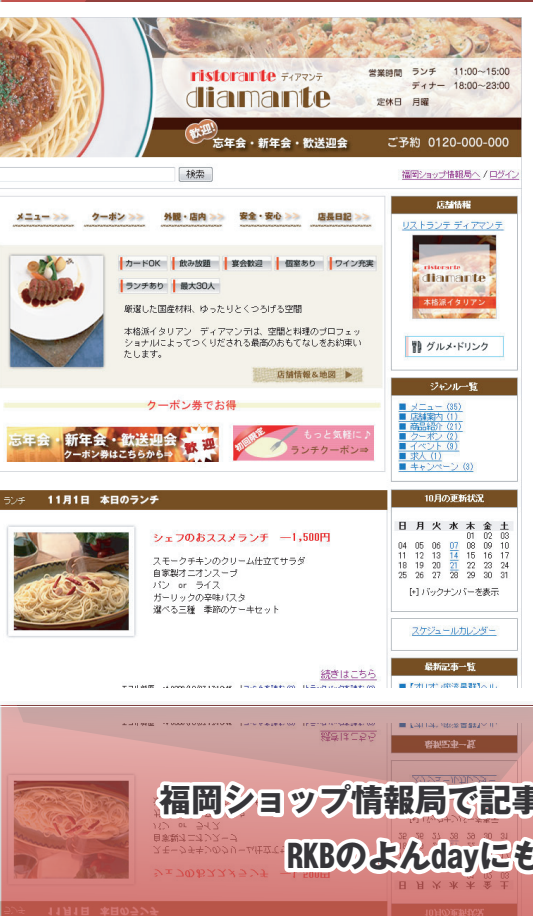 ristorante ディアマンテ
diamante
営業時間 ランチ 11:00〜15:00
ディナー 18:00〜23:00
定休日 月曜
歓迎!
忘年会・新年会・歓送迎会
ご予約 0120-000-000
検索
福岡ショップ情報局へ / ログイン
メニュー >> クーポン >> 外観・店内 >> 安全・安心 >> 店長日記 >>
カードOK 飲み放題 宴会歓迎 個室あり ワイン充実
ランチあり 最大30人
厳選した国産材料、ゆったりとくつろげる空間
本格派イタリアン ディアマンテは、空間と料理のプロフェッ
ショナルによってつくりだされる最高のおもてなしをお約束い
たします。
店舗情報&地図 ▶
クーポン券でお得
忘年会・新年会・歓送迎会
クーポン券はこちらから⇒
歓迎
初回限定
もっと気軽に♪
ランチクーポン⇒
ランチ 11月1日 本日のランチ
シェフのおススメランチ ―1,500円
スモークチキンのクリーム仕立てサラダ
自家製オニオンスープ
パン or ライス
ガーリックの辛味パスタ
選べる三種 季節のケーキセット
続きはこちら
店舗情報
リストランテ ディアマンテ
ristorante
diamante
本格派イタリアン
グルメ・ドリンク
ジャンル一覧
■ メニュー (35)
■ 店舗案内 (1)
■ 商品紹介 (21)
■ クーポン (2)
■ イベント (9)
■ 求人 (1)
■ キャンペーン (3)
10月の更新状況
日 月 火 水 木 金 土
01 02 03
04 05 06 07 08 09 10
11 12 13 14 15 16 17
18 19 20 21 22 23 24
25 26 27 28 29 30 31
[+] バックナンバーを表示
スケジュールカレンダー
最新記事一覧
福岡ショップ情報局で記事
RKBのよんdayにも